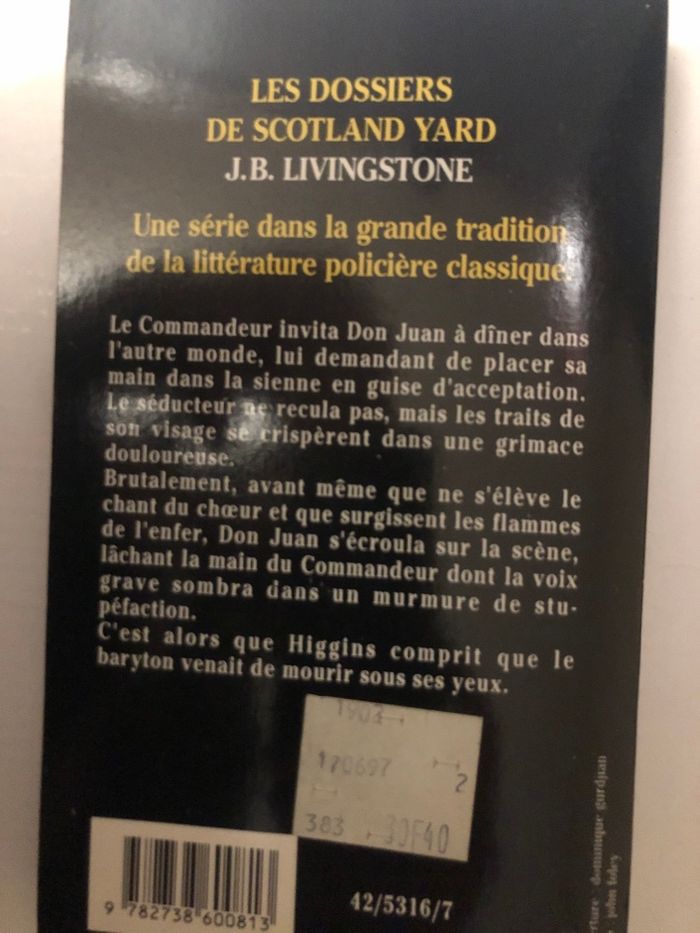 LES DOSSIERS
DE SCOTLAND YARD
J.B. LIVINGSTONE
Une série dans la grande tradition
de la littérature policière classique.
Le Commandeur invita Don Juan à dîner dans
l'autre monde, lui demandant de placer sa
main dans la sienne en guise d'acceptation.
Le séducteur ne recula pas, mais les traits de
son visage se crispèrent dans une grimace
douloureuse.
Brutalement, avant même que ne s'élève le
chant du chœur et que surgissent les flammes
de l'enfer, Don Juan s'écroula sur la scène,
lâchant la main du Commandeur dont la voix
grave sombra dans un murmure de stu-
péfaction.
C'est alors que Higgins comprit que le
baryton venait de mourir sous ses yeux.
170697
2
383
42/5316/7
9 782738 600813
dominique gurdjian
john foley